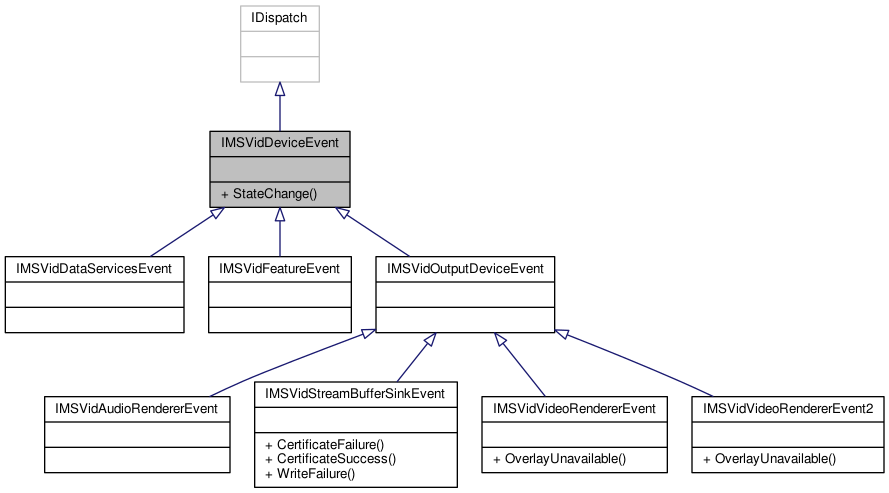 IDispatch
IMSVidDeviceEvent
+ StateChange()
IMSVidDataServicesEvent
IMSVidFeatureEvent
IMSVidOutputDeviceEvent
IMSVidAudioRendererEvent
IMSVidStreamBufferSinkEvent
+ CertificateFailure()
+ CertificateSuccess()
+ WriteFailure()
IMSVidVideoRendererEvent
+ OverlayUnavailable()
IMSVidVideoRendererEvent2
+ OverlayUnavailable()